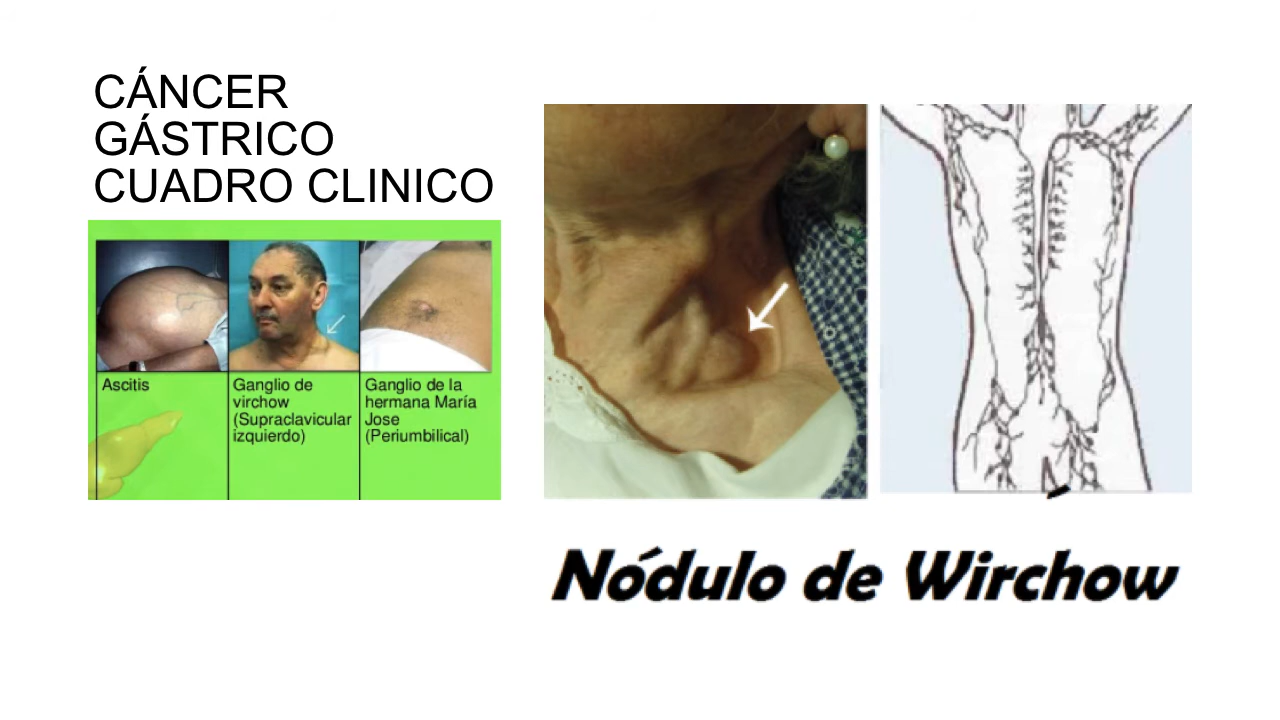 CÁNCER
GÁSTRICO
CUADRO CLINICO
Ascitis
Ganglio de
virchow
(Supraclavicular
izquierdo)
Ganglio de la
hermana María
Jose
(Periumbilical)
Nódulo de Wirchow